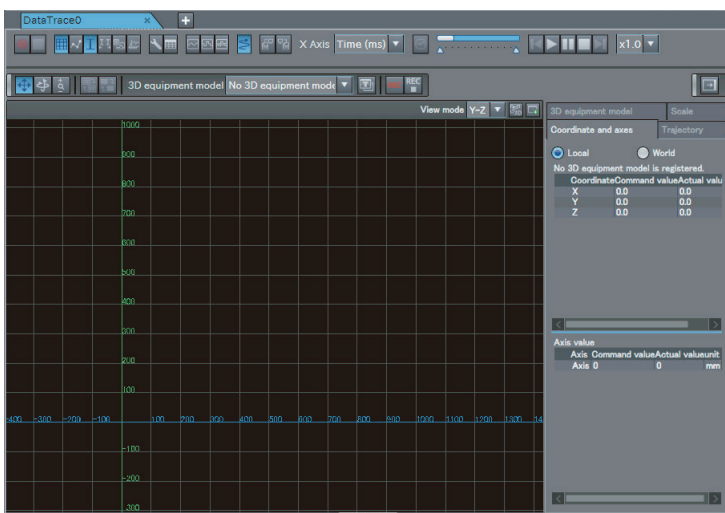 DataTrace0 × +
X Axis Time (ms) x1.0
3D equipment model No 3D equipment mode REC
View mode Y-Z
3D equipment model Scale
Coordinate and axes Trajectory
Local World
No 3D equipment model is registered.
Coordinate Command value Actual valu
X 0.0 0.0
Y 0.0 0.0
Z 0.0 0.0
Axis value
Axis Command value Actual value unit
Axis 0 0 mm
1000
900
800
700
600
500
400
300
200
100
-400 -300 -200 -100 100 200 300 400 500 600 700 800 900 1000 1100 1200 1300 14
-100
-200
-300